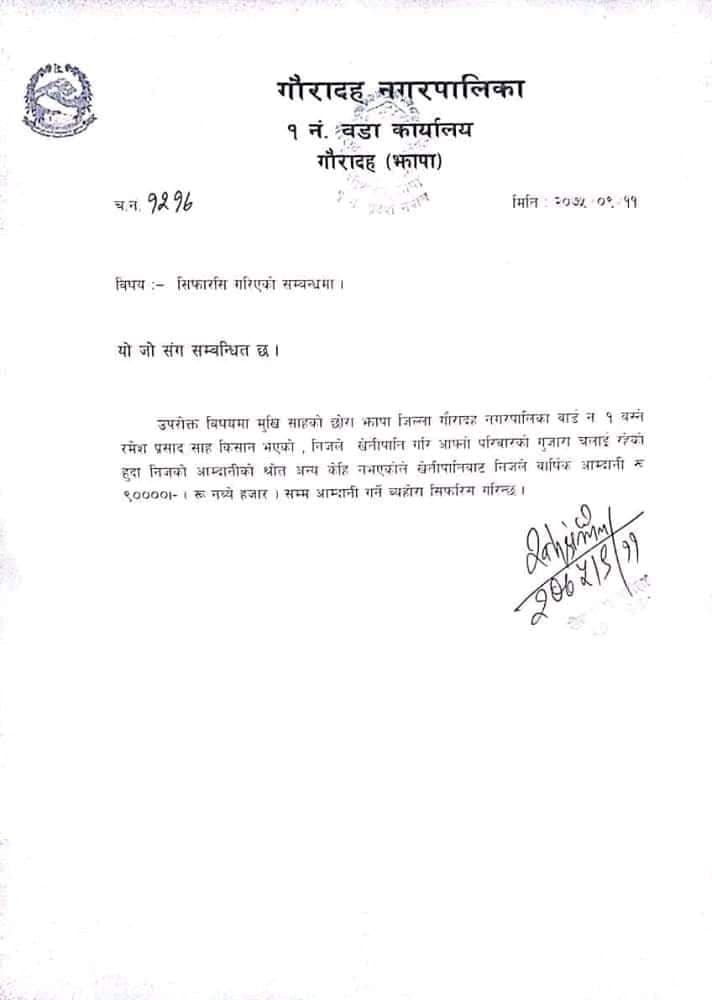 गौरादह नगरपालिका
१ नं. वडा कार्यालय
गौरादह (झापा)
च.न. १२१६
मिति : २०७५.०९.११
विषय :– सिफारसि गरिएको सम्बन्धमा ।
यो जो संग सम्बन्धित छ ।
उपरोक्त बिषयमा मुखि साहको छोरा झापा जिल्ला गौरादह नगरपालिका वार्ड न १ बस्ने
रमेश प्रसाद साह किसान भएको , निजले खेतीपानि गरि आफ्नो परिवारको गुजारा चलाई रहेको
हुदा निजको आम्दानीको श्रोत अन्य केहि नभएकोले खेतीपानिबाट निजले बार्षिक आम्दानी रू
९००००।- ( रू नब्बे हजार ) सम्म आम्दानी गर्ने ब्यहोरा सिफारिस गरिन्छ ।
२०७५।९।११